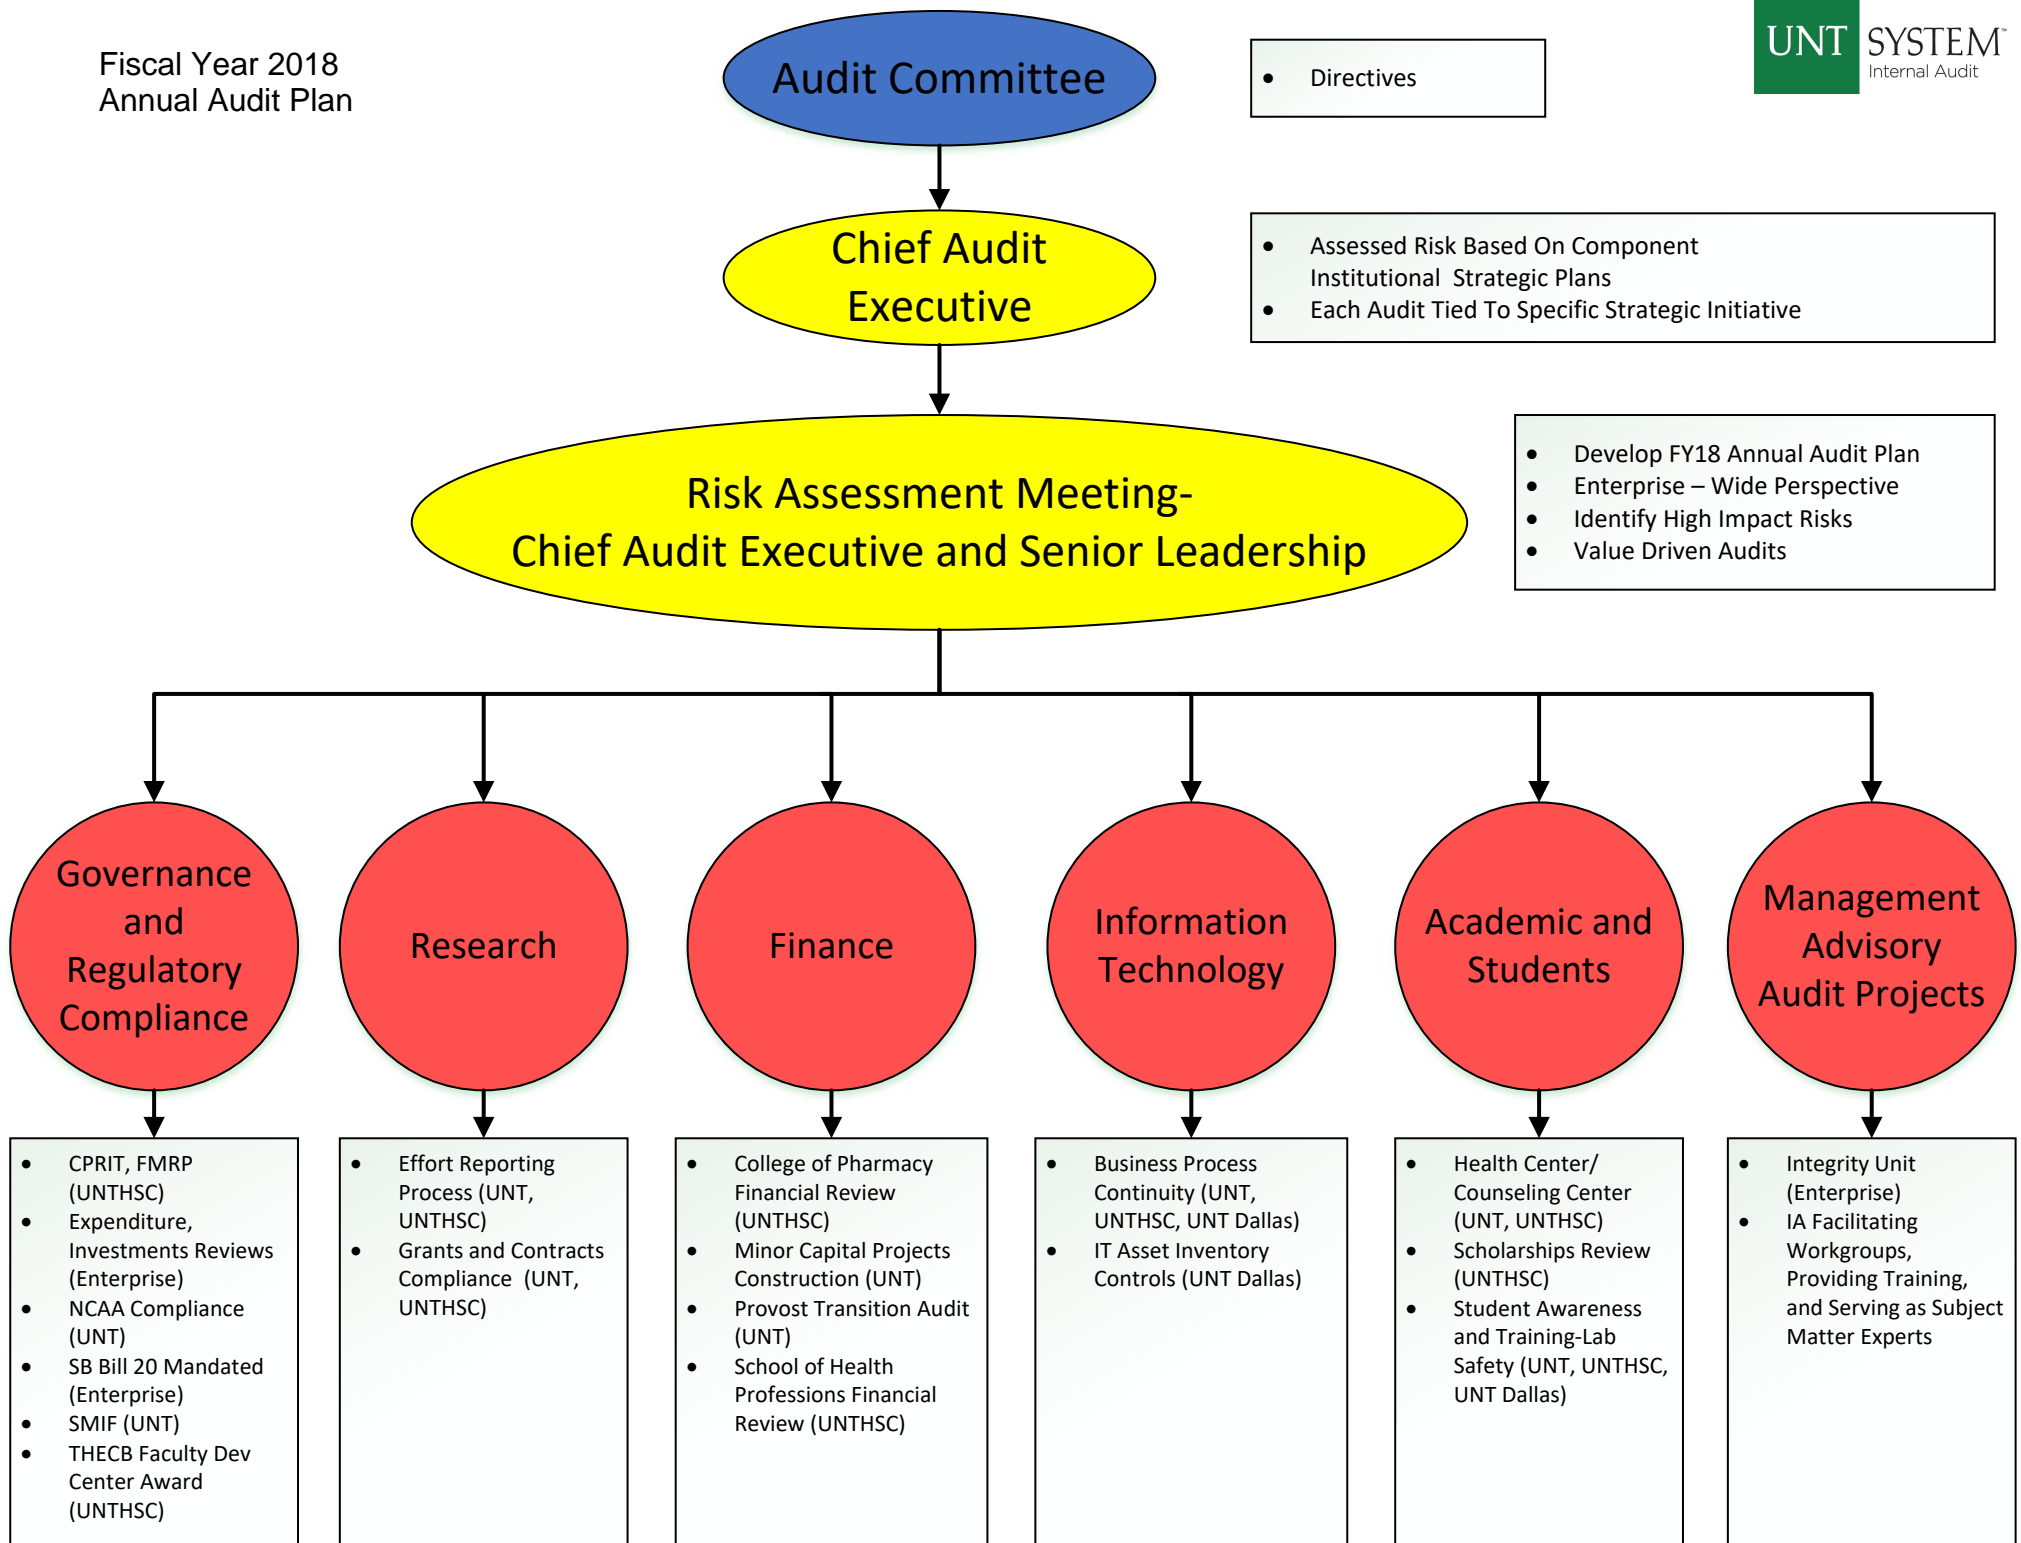 Fiscal Year 2018
Annual Audit Plan
Audit Committee
• Directives
UNT SYSTEM™
Internal Audit
Chief Audit
Executive
• Assessed Risk Based On Component
Institutional Strategic Plans
• Each Audit Tied To Specific Strategic Initiative
Risk Assessment Meeting-
Chief Audit Executive and Senior Leadership
• Develop FY18 Annual Audit Plan
• Enterprise – Wide Perspective
• Identify High Impact Risks
• Value Driven Audits
Governance
and
Regulatory
Compliance
Research
Finance
Information
Technology
Academic and
Students
Management
Advisory
Audit Projects
• CPRIT, FMRP
(UNTHSC)
• Expenditure,
Investments Reviews
(Enterprise)
• NCAA Compliance
(UNT)
• SB Bill 20 Mandated
(Enterprise)
• SMIF (UNT)
• THECB Faculty Dev
Center Award
(UNTHSC)
• Effort Reporting
Process (UNT,
UNTHSC)
• Grants and Contracts
Compliance (UNT,
UNTHSC)
• College of Pharmacy
Financial Review
(UNTHSC)
• Minor Capital Projects
Construction (UNT)
• Provost Transition Audit
(UNT)
• School of Health
Professions Financial
Review (UNTHSC)
• Business Process
Continuity (UNT,
UNTHSC, UNT Dallas)
• IT Asset Inventory
Controls (UNT Dallas)
• Health Center/
Counseling Center
(UNT, UNTHSC)
• Scholarships Review
(UNTHSC)
• Student Awareness
and Training-Lab
Safety (UNT, UNTHSC,
UNT Dallas)
• Integrity Unit
(Enterprise)
• IA Facilitating
Workgroups,
Providing Training,
and Serving as Subject
Matter Experts